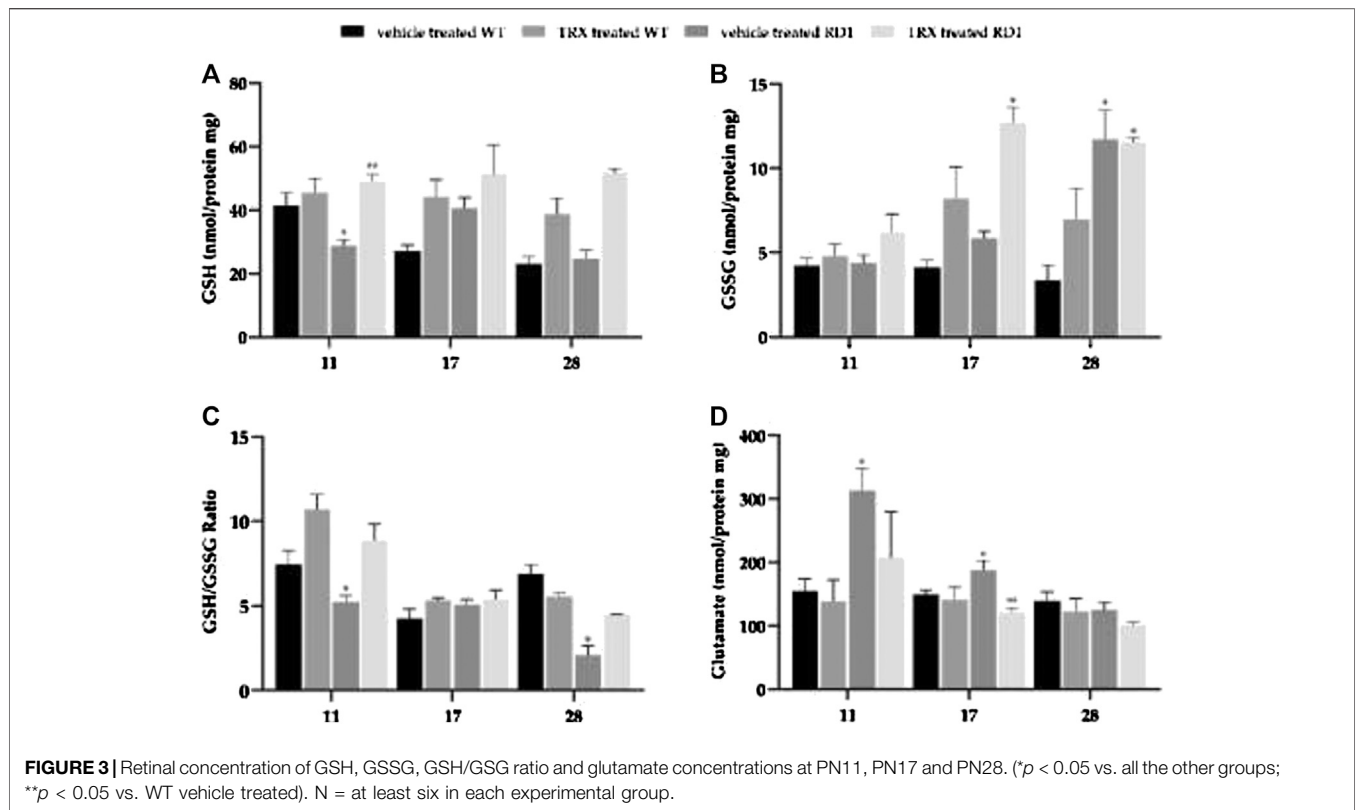 vehicle treated WT TRX treated WT vehicle treated RD1 TRX treated RD1
A
GSH (nmol/protein mg)
80
60
40
20
0
**
*
11 17 28
B
GSSG (nmol/protein mg)
15
10
5
0
* * *
11 17 28
C
GSH/GSSG Ratio
15
10
5
0
* *
11 17 28
D
Glutamate (nmol/protein mg)
400
300
200
100
0
* * **
11 17 28
FIGURE 3 | Retinal concentration of GSH, GSSG, GSH/GSG ratio and glutamate concentrations at PN11, PN17 and PN28. (*p < 0.05 vs. all the other groups;
**p < 0.05 vs. WT vehicle treated). N = at least six in each experimental group.